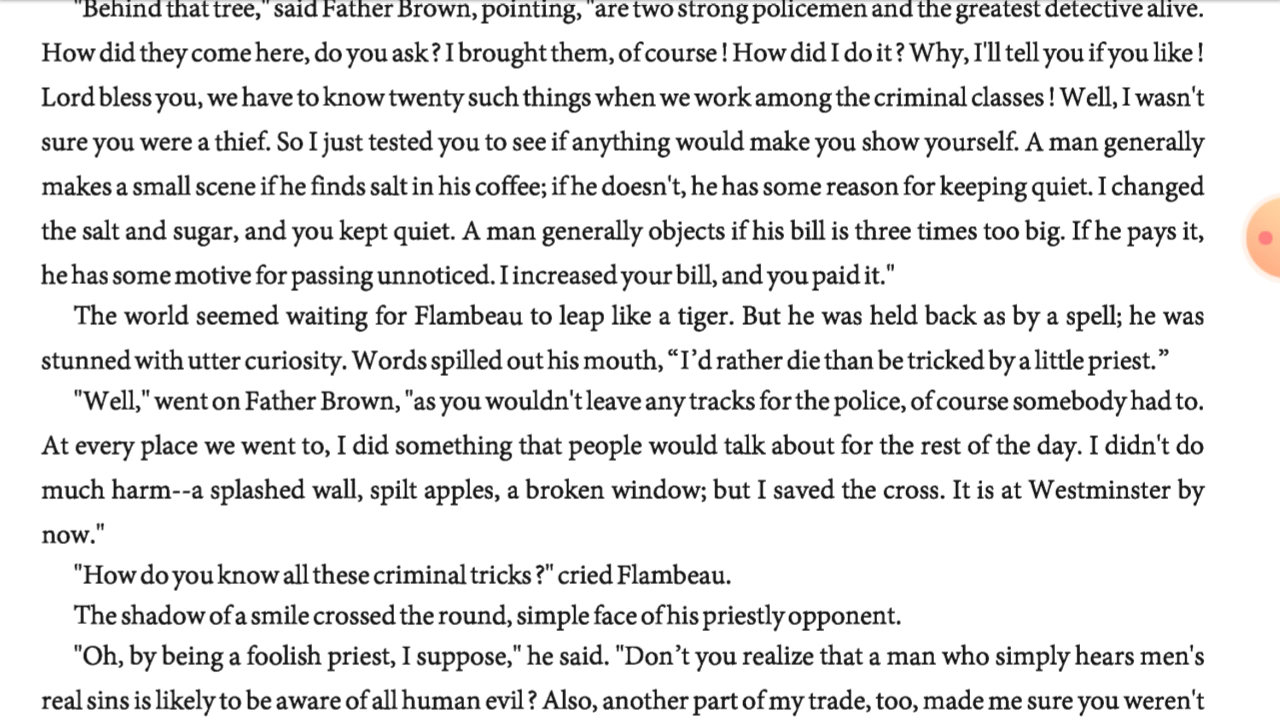 "Behind that tree," said Father Brown, pointing, "are two strong policemen and the greatest detective alive.
How did they come here, do you ask? I brought them, of course! How did I do it? Why, I'll tell you if you like!
Lord bless you, we have to know twenty such things when we work among the criminal classes! Well, I wasn't
sure you were a thief. So I just tested you to see if anything would make you show yourself. A man generally
makes a small scene if he finds salt in his coffee; if he doesn't, he has some reason for keeping quiet. I changed
the salt and sugar, and you kept quiet. A man generally objects if his bill is three times too big. If he pays it,
he has some motive for passing unnoticed. I increased your bill, and you paid it."
The world seemed waiting for Flambeau to leap like a tiger. But he was held back as by a spell; he was
stunned with utter curiosity. Words spilled out his mouth, “I’d rather die than be tricked by a little priest.”
"Well," went on Father Brown, "as you wouldn't leave any tracks for the police, of course somebody had to.
At every place we went to, I did something that people would talk about for the rest of the day. I didn't do
much harm--a splashed wall, spilt apples, a broken window; but I saved the cross. It is at Westminster by
now."
"How do you know all these criminal tricks?" cried Flambeau.
The shadow of a smile crossed the round, simple face of his priestly opponent.
"Oh, by being a foolish priest, I suppose," he said. "Don’t you realize that a man who simply hears men's
real sins is likely to be aware of all human evil? Also, another part of my trade, too, made me sure you weren't